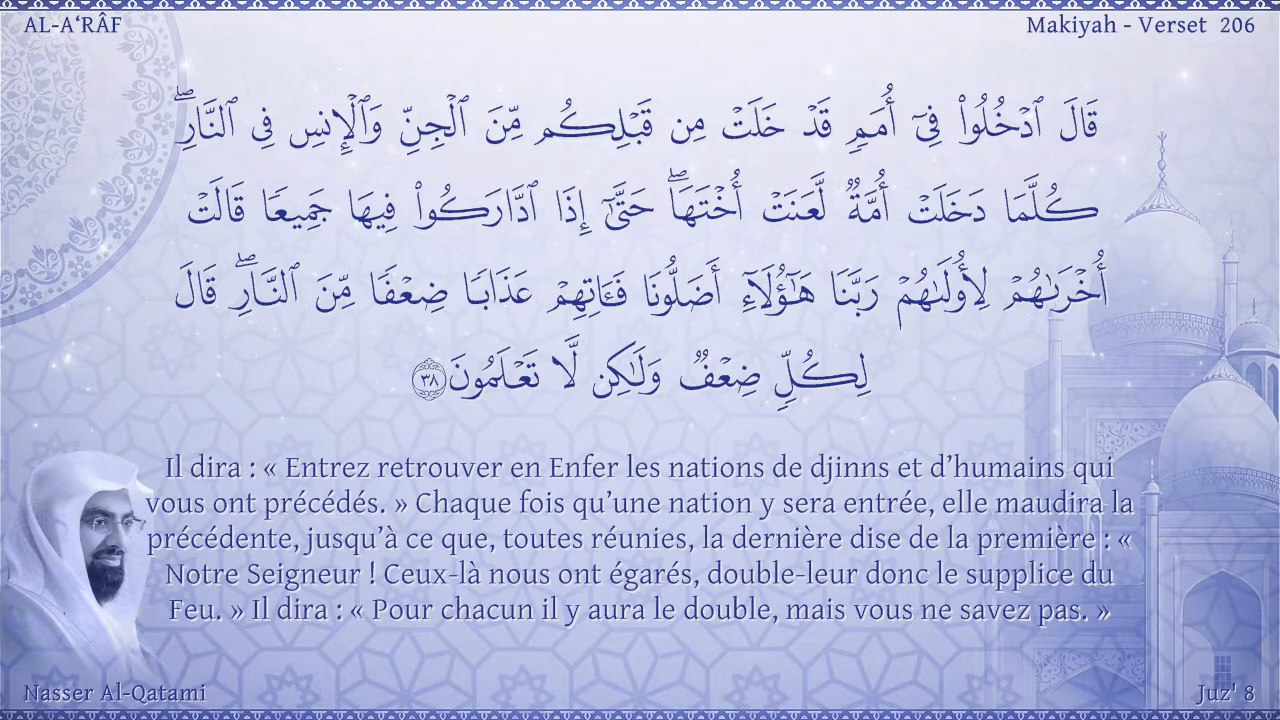 AL-A‘RÂF
Makiyah - Verset 206
قَالَ ٱدْخُلُوا۟ فِىٓ أُمَمٍ قَدْ خَلَتْ مِن قَبْلِكُم مِّنَ ٱلْجِنِّ وَٱلْإِنسِ فِى ٱلنَّارِ ۖ
كُلَّمَا دَخَلَتْ أُمَّةٌ لَّعَنَتْ أُخْتَهَا ۖ حَتَّىٰٓ إِذَا ٱدَّارَكُوا۟ فِيهَا جَمِيعًا قَالَتْ
أُخْرَىٰهُمْ لِأُولَىٰهُمْ رَبَّنَا هَـٰٓؤُلَآءِ أَضَلُّونَا فَـَٔاتِهِمْ عَذَابًا ضِعْفًا مِّنَ ٱلنَّارِ ۖ قَالَ
لِكُلٍّ ضِعْفٌ وَلَـٰكِن لَّا تَعْلَمُونَ ٣٨
Il dira : « Entrez retrouver en Enfer les nations de djinns et d’humains qui
vous ont précédés. » Chaque fois qu’une nation y sera entrée, elle maudira la
précédente, jusqu’à ce que, toutes réunies, la dernière dise de la première : «
Notre Seigneur ! Ceux-là nous ont égarés, double-leur donc le supplice du
Feu. » Il dira : « Pour chacun il y aura le double, mais vous ne savez pas. »
Nasser Al-Qatami
Juz' 8